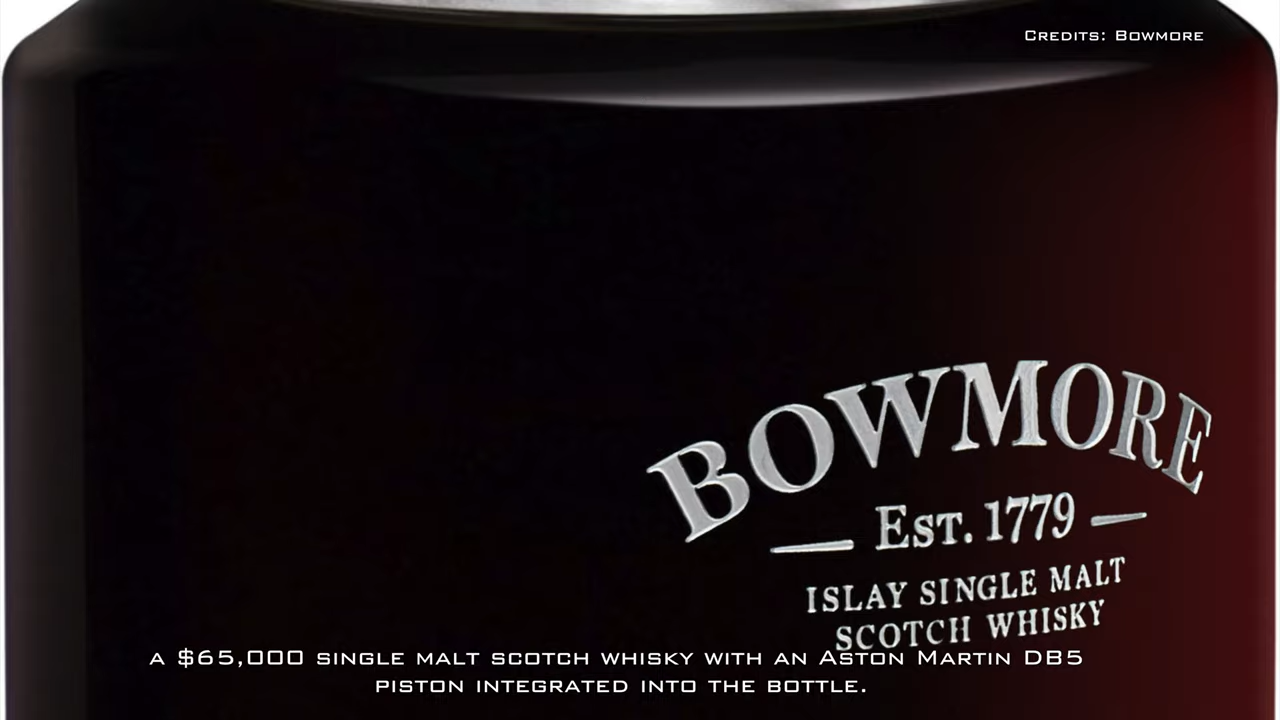 Credits: Bowmore
BOWMORE
— Est. 1779 —
ISLAY SINGLE MALT
SCOTCH WHISKY
A $65,000 SINGLE MALT SCOTCH WHISKY WITH AN ASTON MARTIN DB5
PISTON INTEGRATED INTO THE BOTTLE.